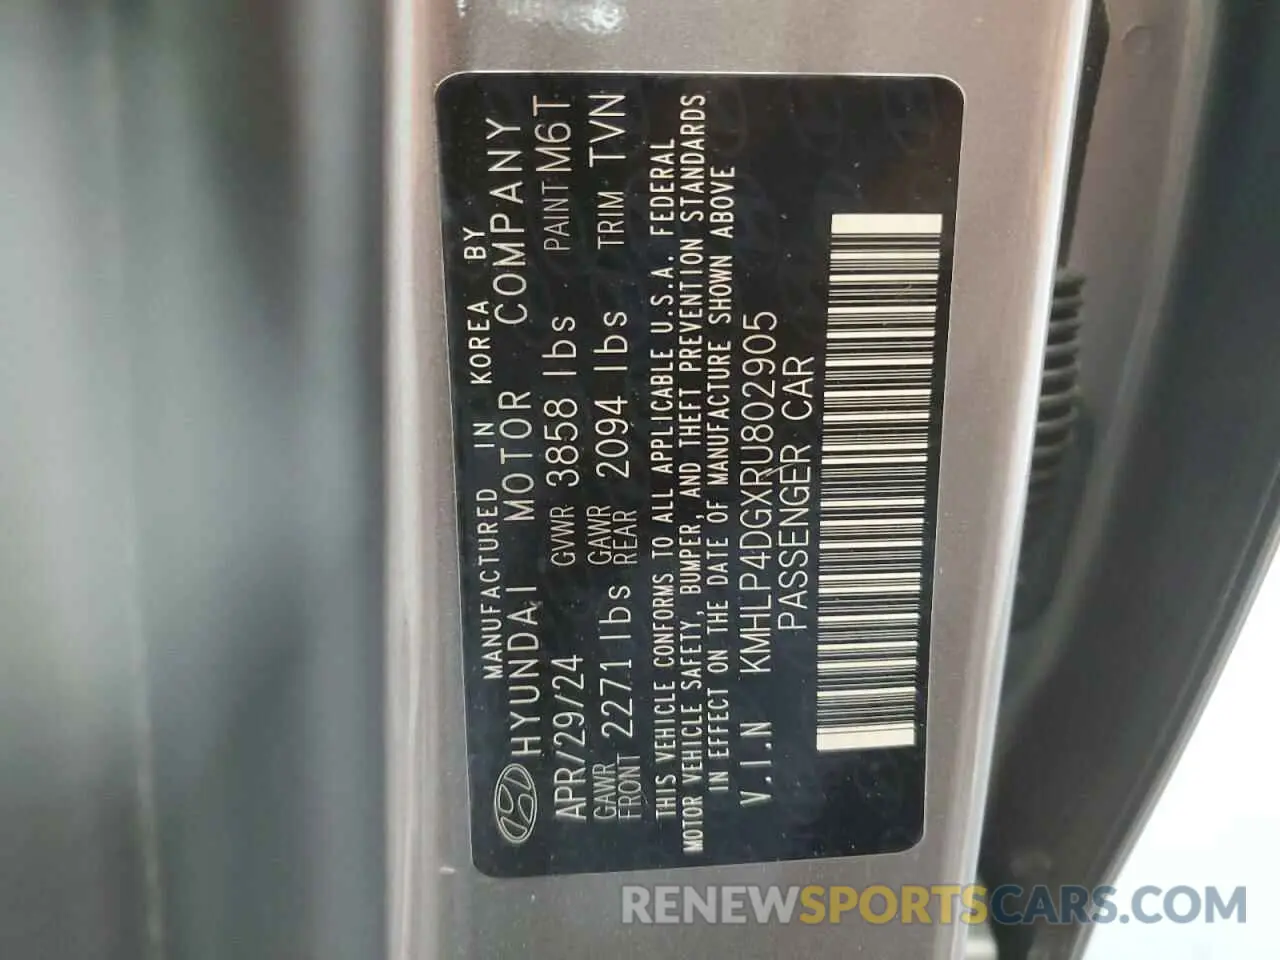 MANUFACTURED IN KOREA BY
HYUNDAI MOTOR COMPANY
APR/29/24 GVWR 3858 lbs PAINT M6T
GAWR FRONT 2271 lbs GAWR REAR 2094 lbs TRIM TVN
THIS VEHICLE CONFORMS TO ALL APPLICABLE U.S.A. FEDERAL
MOTOR VEHICLE SAFETY, BUMPER, AND THEFT PREVENTION STANDARDS
IN EFFECT ON THE DATE OF MANUFACTURE SHOWN ABOVE
V.I.N KMHLP4DGXRU802905
PASSENGER CAR
RENEWSPORTSCARS.COM